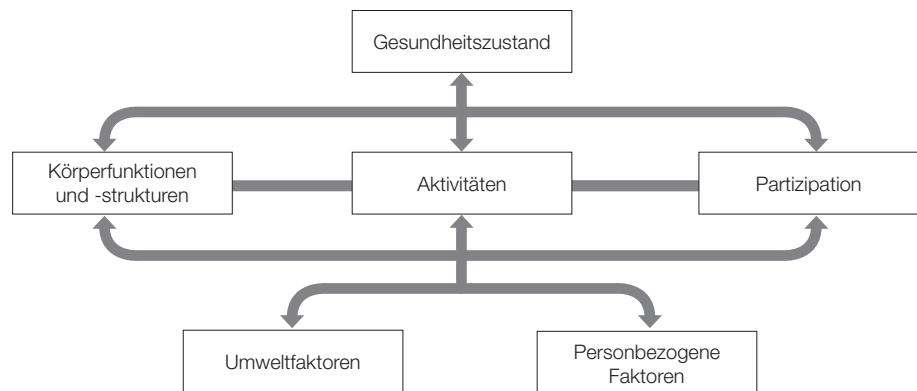 Gesundheitszustand
Körperfunktionen
und -strukturen
Aktivitäten
Partizipation
Umweltfaktoren
Personbezogene
Faktoren